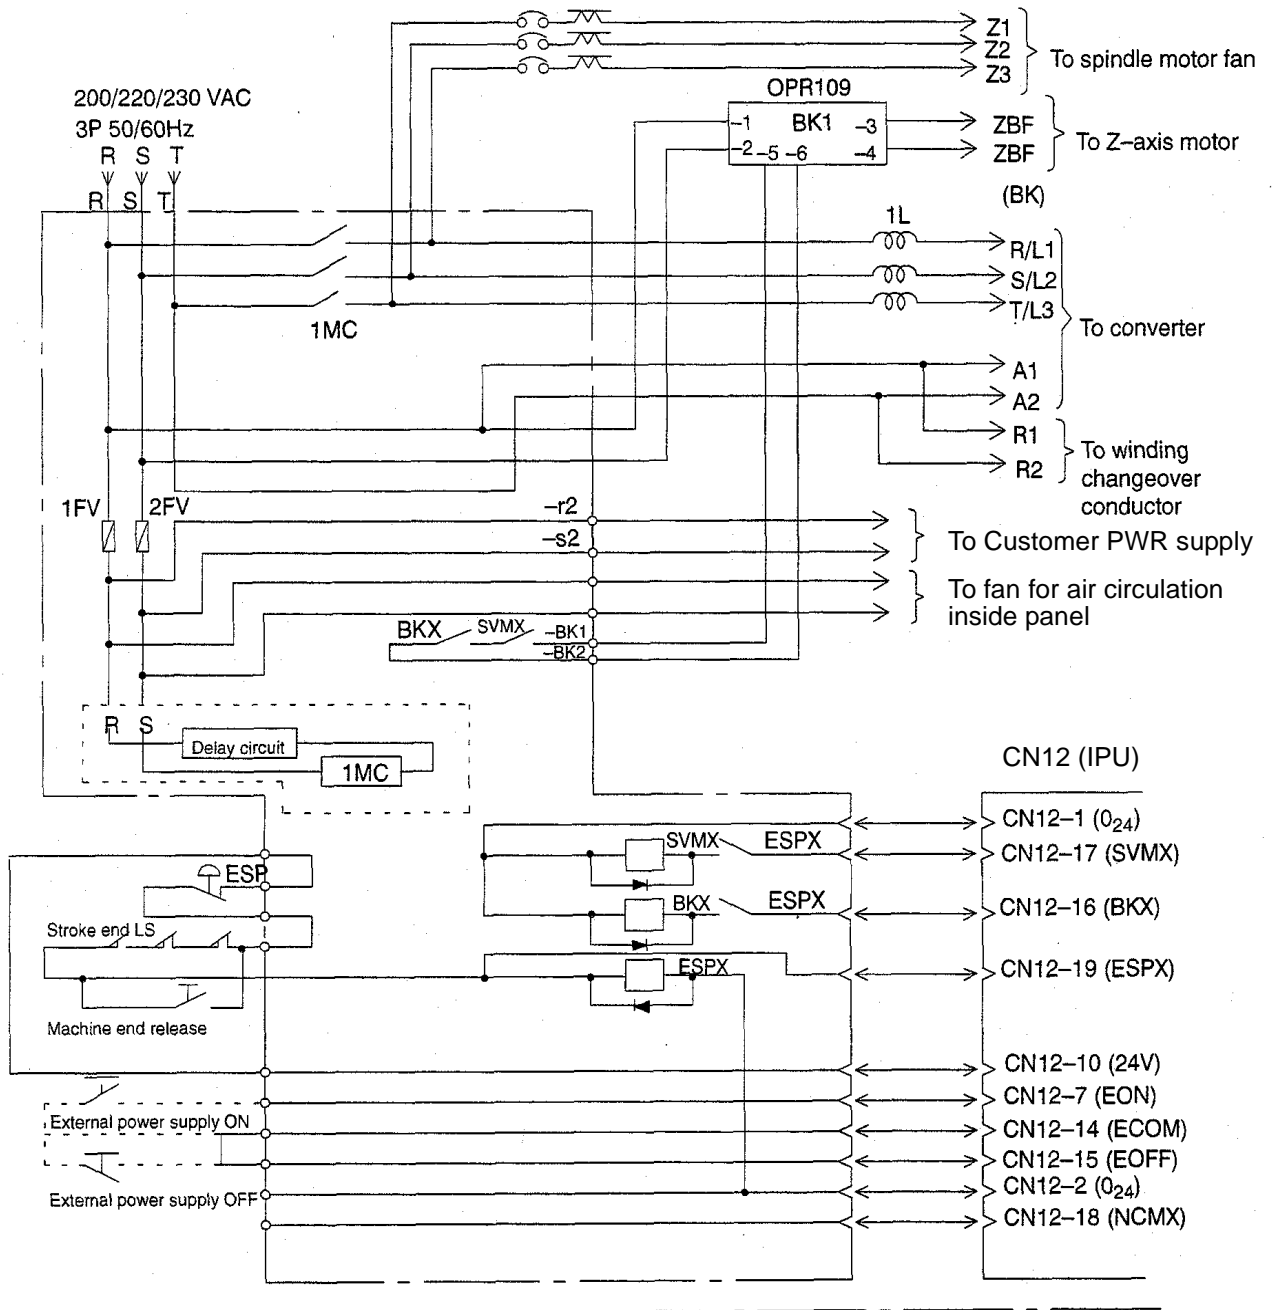 Z1
Z2
Z3
To spindle motor fan
OPR109
200/220/230 VAC
3P 50/60Hz
R S T
R S T
–1 BK1 –3
–2 –5 –6 –4
ZBF
ZBF
To Z–axis motor
(BK)
1L
R/L1
S/L2
T/L3
1MC
To converter
A1
A2
R1
R2
To winding
changeover
conductor
1FV 2FV
–r2
–s2
To Customer PWR supply
To fan for air circulation
inside panel
BKX SVMX –BK1
–BK2
R S
Delay circuit
1MC
CN12 (IPU)
CN12–1 (0₂₄)
SVMX ESPX
CN12–17 (SVMX)
ESP
BKX ESPX
CN12–16 (BKX)
Stroke end LS
ESPX
CN12–19 (ESPX)
Machine end release
CN12–10 (24V)
CN12–7 (EON)
External power supply ON
CN12–14 (ECOM)
CN12–15 (EOFF)
CN12–2 (0₂₄)
External power supply OFF
CN12–18 (NCMX)